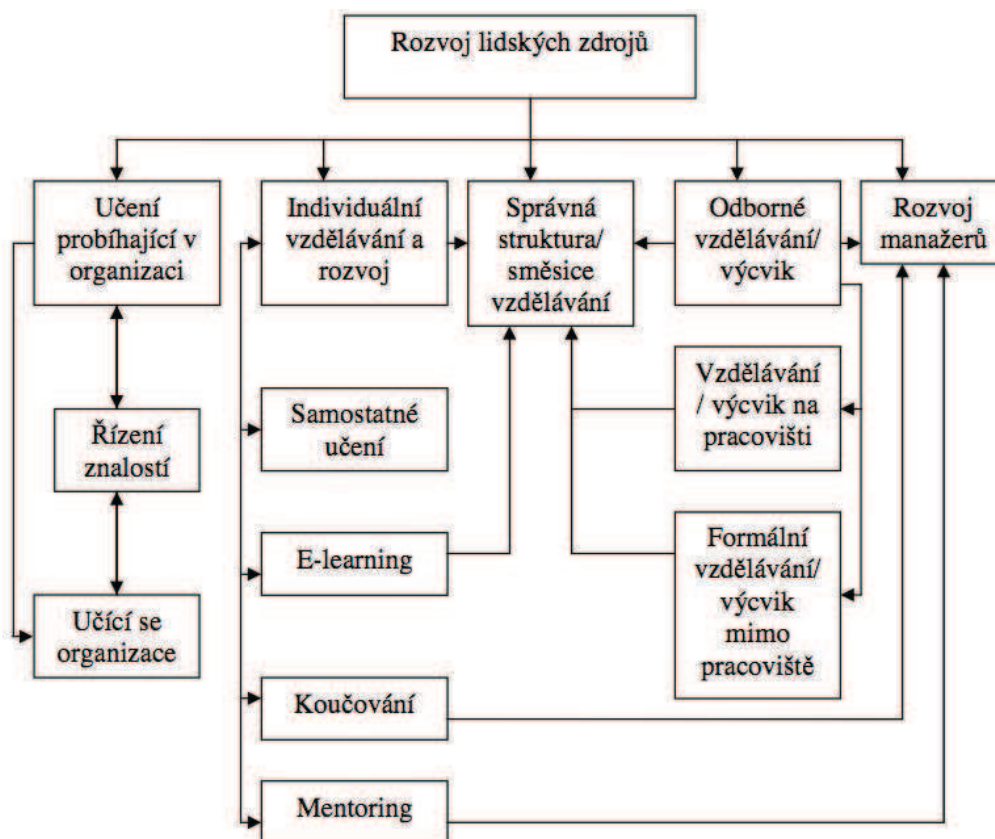 Rozvoj lidských zdrojů
Učení
probíhající v
organizaci
Individuální
vzdělávání a
rozvoj
Správná
struktura/
směsice
vzdělávání
Odborné
vzdělávání/
výcvik
Rozvoj
manažerů
Samostatné
učení
Vzdělávání
/ výcvik na
pracovišti
Řízení
znalostí
E-learning
Formální
vzdělávání/
výcvik
mimo
pracoviště
Učící se
organizace
Koučování
Mentoring